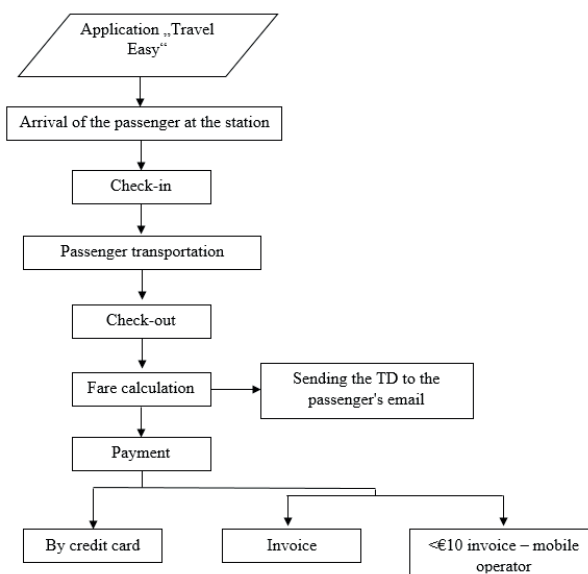 Application „Travel
Easy“
Arrival of the passenger at the station
Check-in
Passenger transportation
Check-out
Fare calculation
Sending the TD to the
passenger's email
Payment
By credit card
Invoice
<€10 invoice – mobile
operator